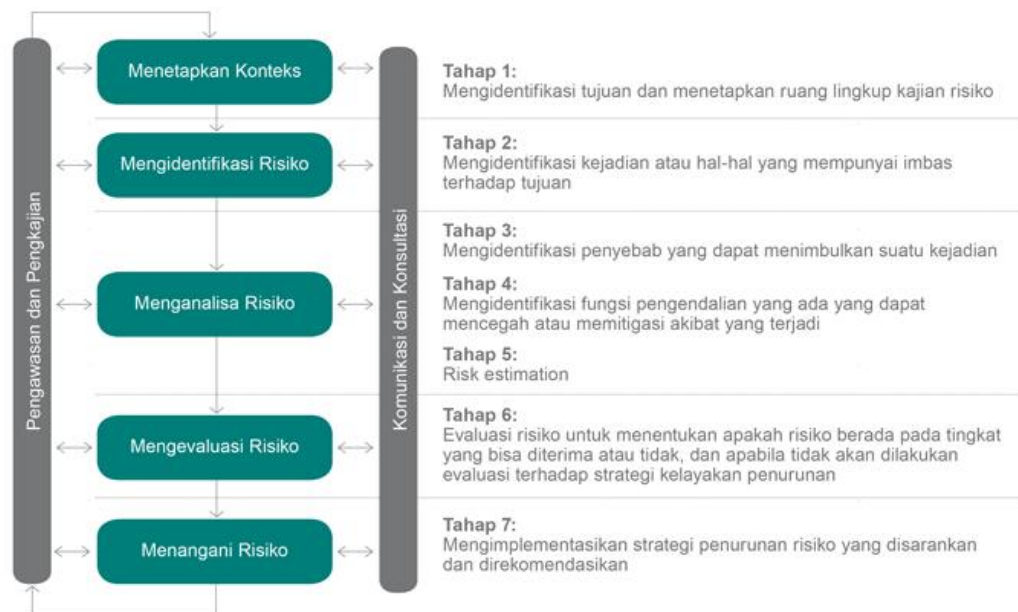 Pengawasan dan Pengkajian
Menetapkan Konteks
Mengidentifikasi Risiko
Menganalisa Risiko
Mengevaluasi Risiko
Menangani Risiko
Komunikasi dan Konsultasi
Tahap 1:
Mengidentifikasi tujuan dan menetapkan ruang lingkup kajian risiko
Tahap 2:
Mengidentifikasi kejadian atau hal-hal yang mempunyai imbas
terhadap tujuan
Tahap 3:
Mengidentifikasi penyebab yang dapat menimbulkan suatu kejadian
Tahap 4:
Mengidentifikasi fungsi pengendalian yang ada yang dapat
mencegah atau memitigasi akibat yang terjadi
Tahap 5:
Risk estimation
Tahap 6:
Evaluasi risiko untuk menentukan apakah risiko berada pada tingkat
yang bisa diterima atau tidak, dan apabila tidak akan dilakukan
evaluasi terhadap strategi kelayakan penurunan
Tahap 7:
Mengimplementasikan strategi penurunan risiko yang disarankan
dan direkomendasikan